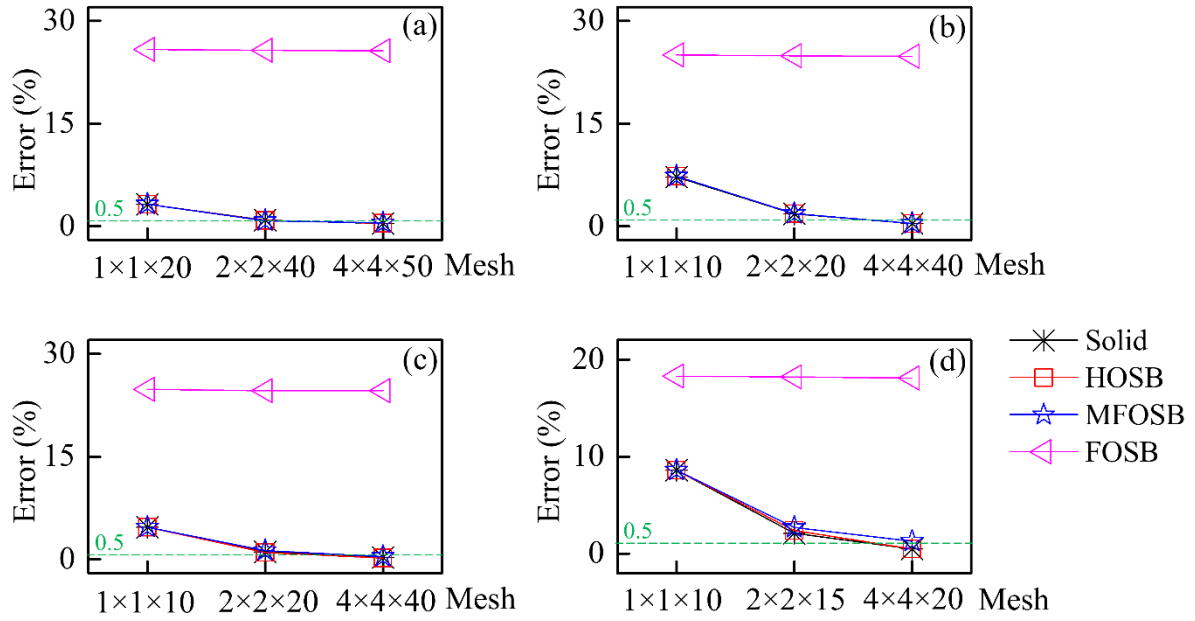 30
15
0
Error (%)
(a)
0.5
1×1×20 2×2×40 4×4×50 Mesh
30
15
0
Error (%)
(b)
0.5
1×1×10 2×2×20 4×4×40 Mesh
30
15
0
Error (%)
(c)
0.5
1×1×10 2×2×20 4×4×40 Mesh
20
10
0
Error (%)
(d)
0.5
1×1×10 2×2×15 4×4×20 Mesh
Solid
HOSB
MFOSB
FOSB